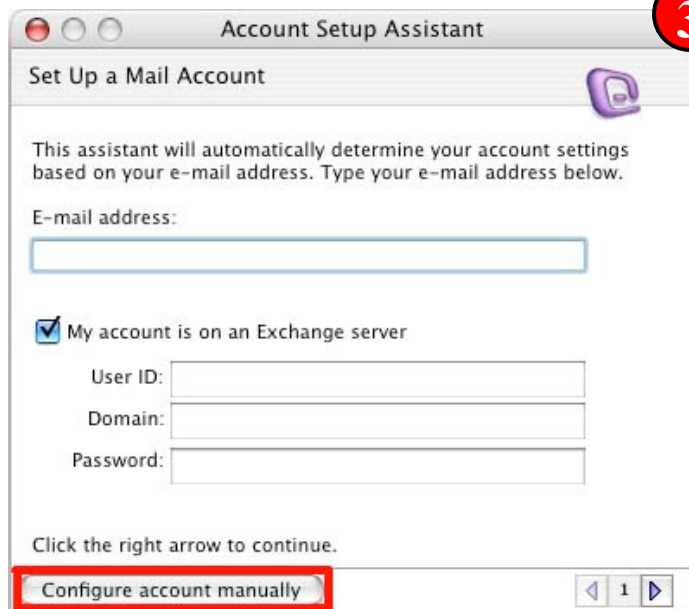 Account Setup Assistant
3
Set Up a Mail Account
This assistant will automatically determine your account settings
based on your e-mail address. Type your e-mail address below.
E-mail address:
My account is on an Exchange server
User ID:
Domain:
Password:
Click the right arrow to continue.
Configure account manually
1